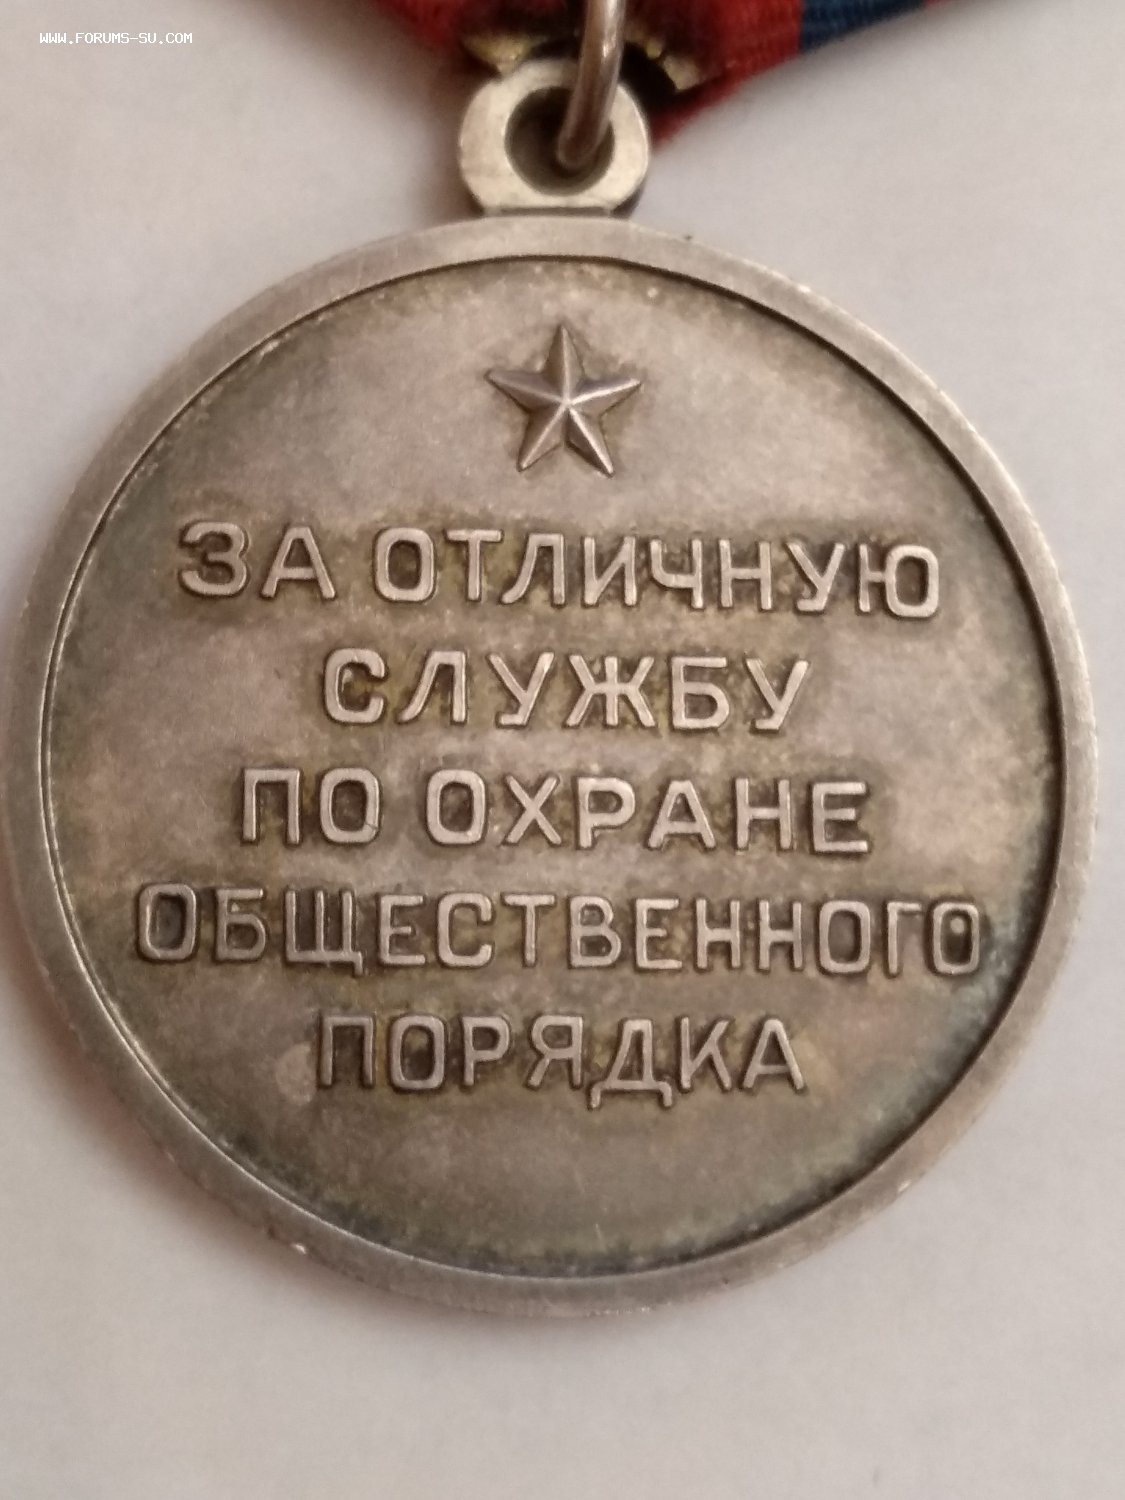 WWW.FORUMS-SU.COM
ЗА ОТЛИЧНУЮ
СЛУЖБУ
ПО ОХРАНЕ
ОБЩЕСТВЕННОГО
ПОРЯДКА